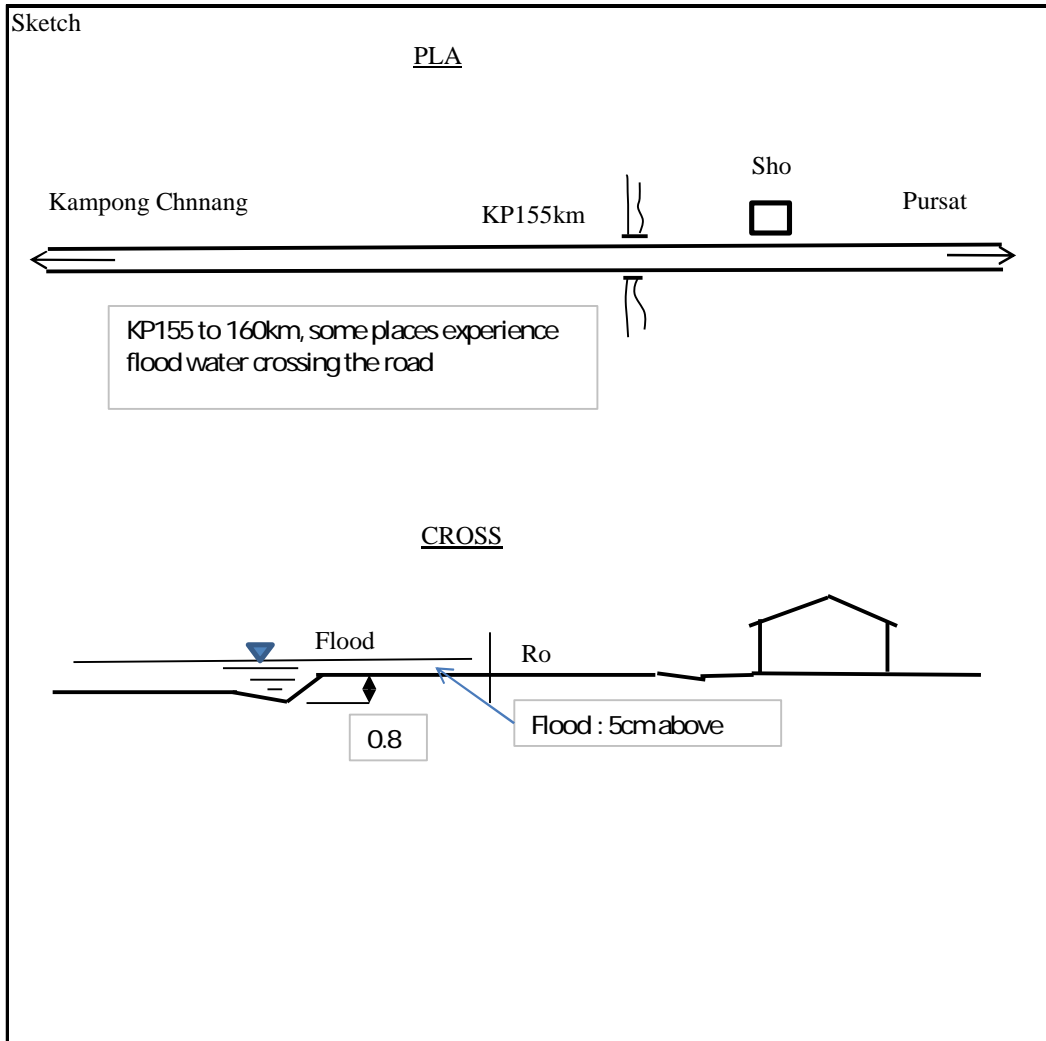 Sketch
PLA
Sho
Kampong Chnnang
KP155km
Pursat
KP155 to 160km, some places experience
flood water crossing the road
CROSS
Flood
Ro
0.8
Flood : 5cm above